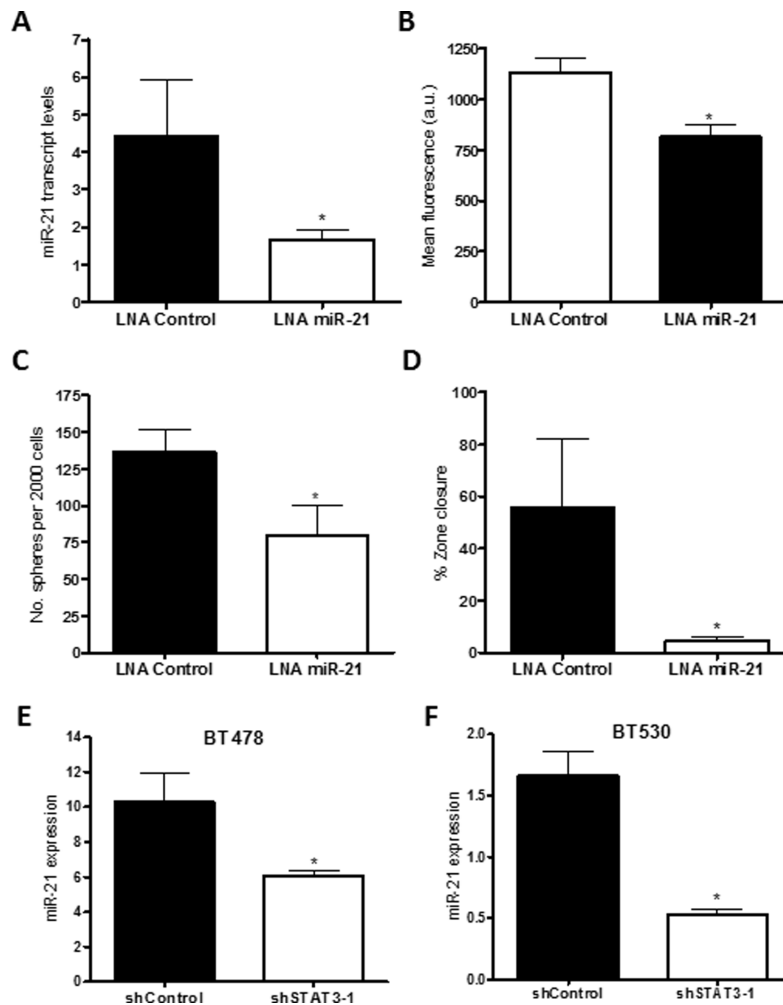 A
miR-21 transcript levels
7
6
5
4
3
2
1
0
*
LNA Control
LNA miR-21
B
Mean fluorescence (a.u.)
1250
1000
750
500
250
0
*
LNA Control
LNA miR-21
C
No. spheres per 2000 cells
175
150
125
100
75
50
25
0
*
LNA Control
LNA miR-21
D
% Zone closure
100
80
60
40
20
0
*
LNA Control
LNA miR-21
E
BT478
miR-21 expression
14
12
10
8
6
4
2
0
*
shControl
shSTAT3-1
F
BT530
miR-21 expression
2.0
1.5
1.0
0.5
0.0
*
shControl
shSTAT3-1